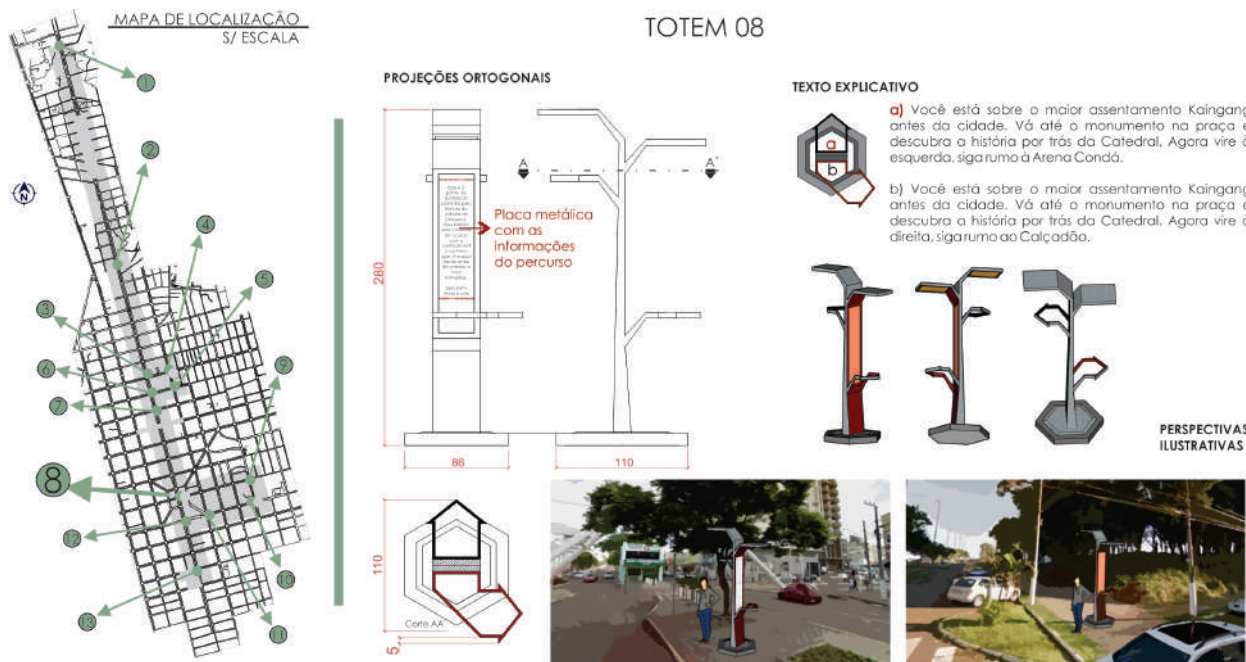 MAPA DE LOCALIZAÇÃO
S/ ESCALA
1
2
4
5
3
9
6
7
8
12
10
13
11
TOTEM 08
PROJEÇÕES ORTOGONAIS
280
A
A'
Placa metálica
com as
informações
do percurso
86
110
110
Corte AA'
5
TEXTO EXPLICATIVO
a
b
a) Você está sobre o maior assentamento Kaingang
antes da cidade. Vá até o monumento na praça e
descubra a história por trás da Catedral. Agora vire à
esquerda, siga rumo à Arena Condá.
b) Você está sobre o maior assentamento Kaingang
antes da cidade. Vá até o monumento na praça e
descubra a história por trás da Catedral. Agora vire à
direita, siga rumo ao Calçadão.
PERSPECTIVAS
ILUSTRATIVAS
N